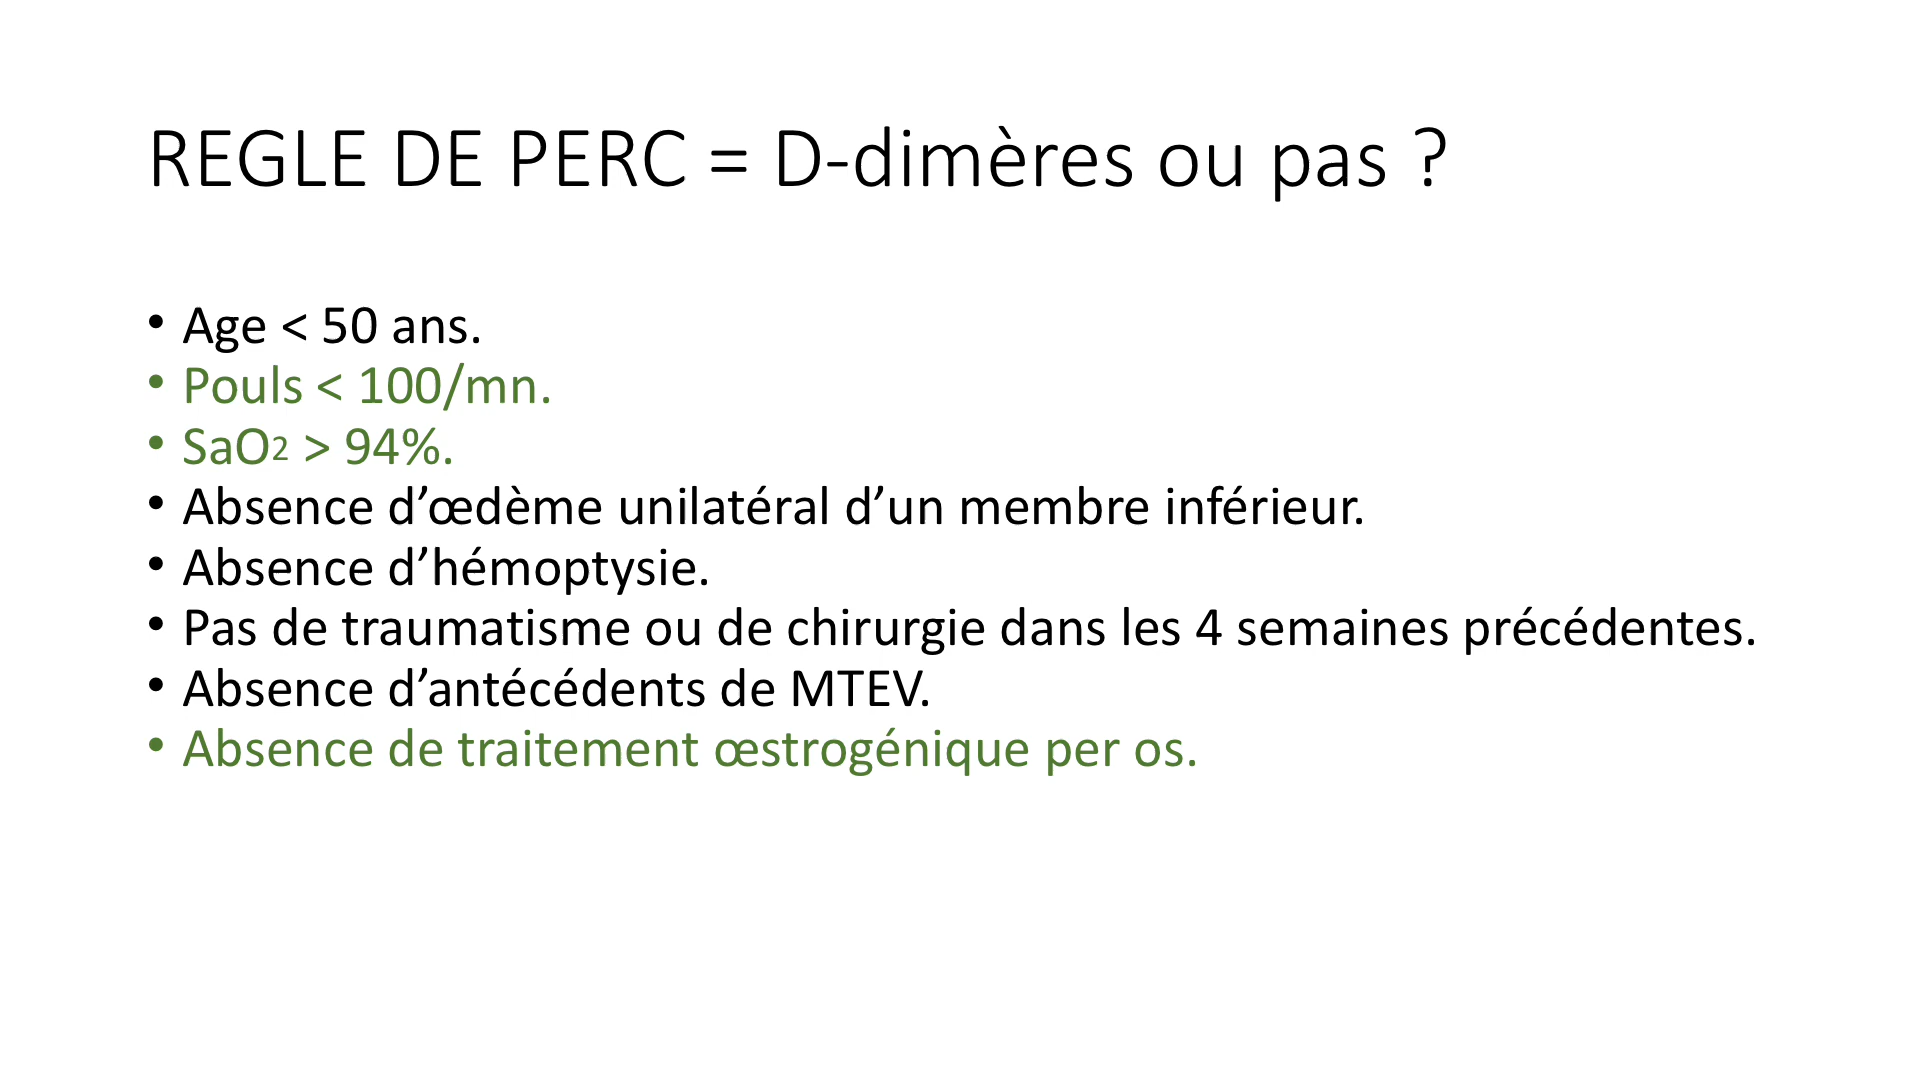 REGLE DE PERC = D-dimères ou pas ?
• Age < 50 ans.
• Pouls < 100/mn.
• SaO2 > 94%.
• Absence d’œdème unilatéral d’un membre inférieur.
• Absence d’hémoptysie.
• Pas de traumatisme ou de chirurgie dans les 4 semaines précédentes.
• Absence d’antécédents de MTEV.
• Absence de traitement œstrogénique per os.